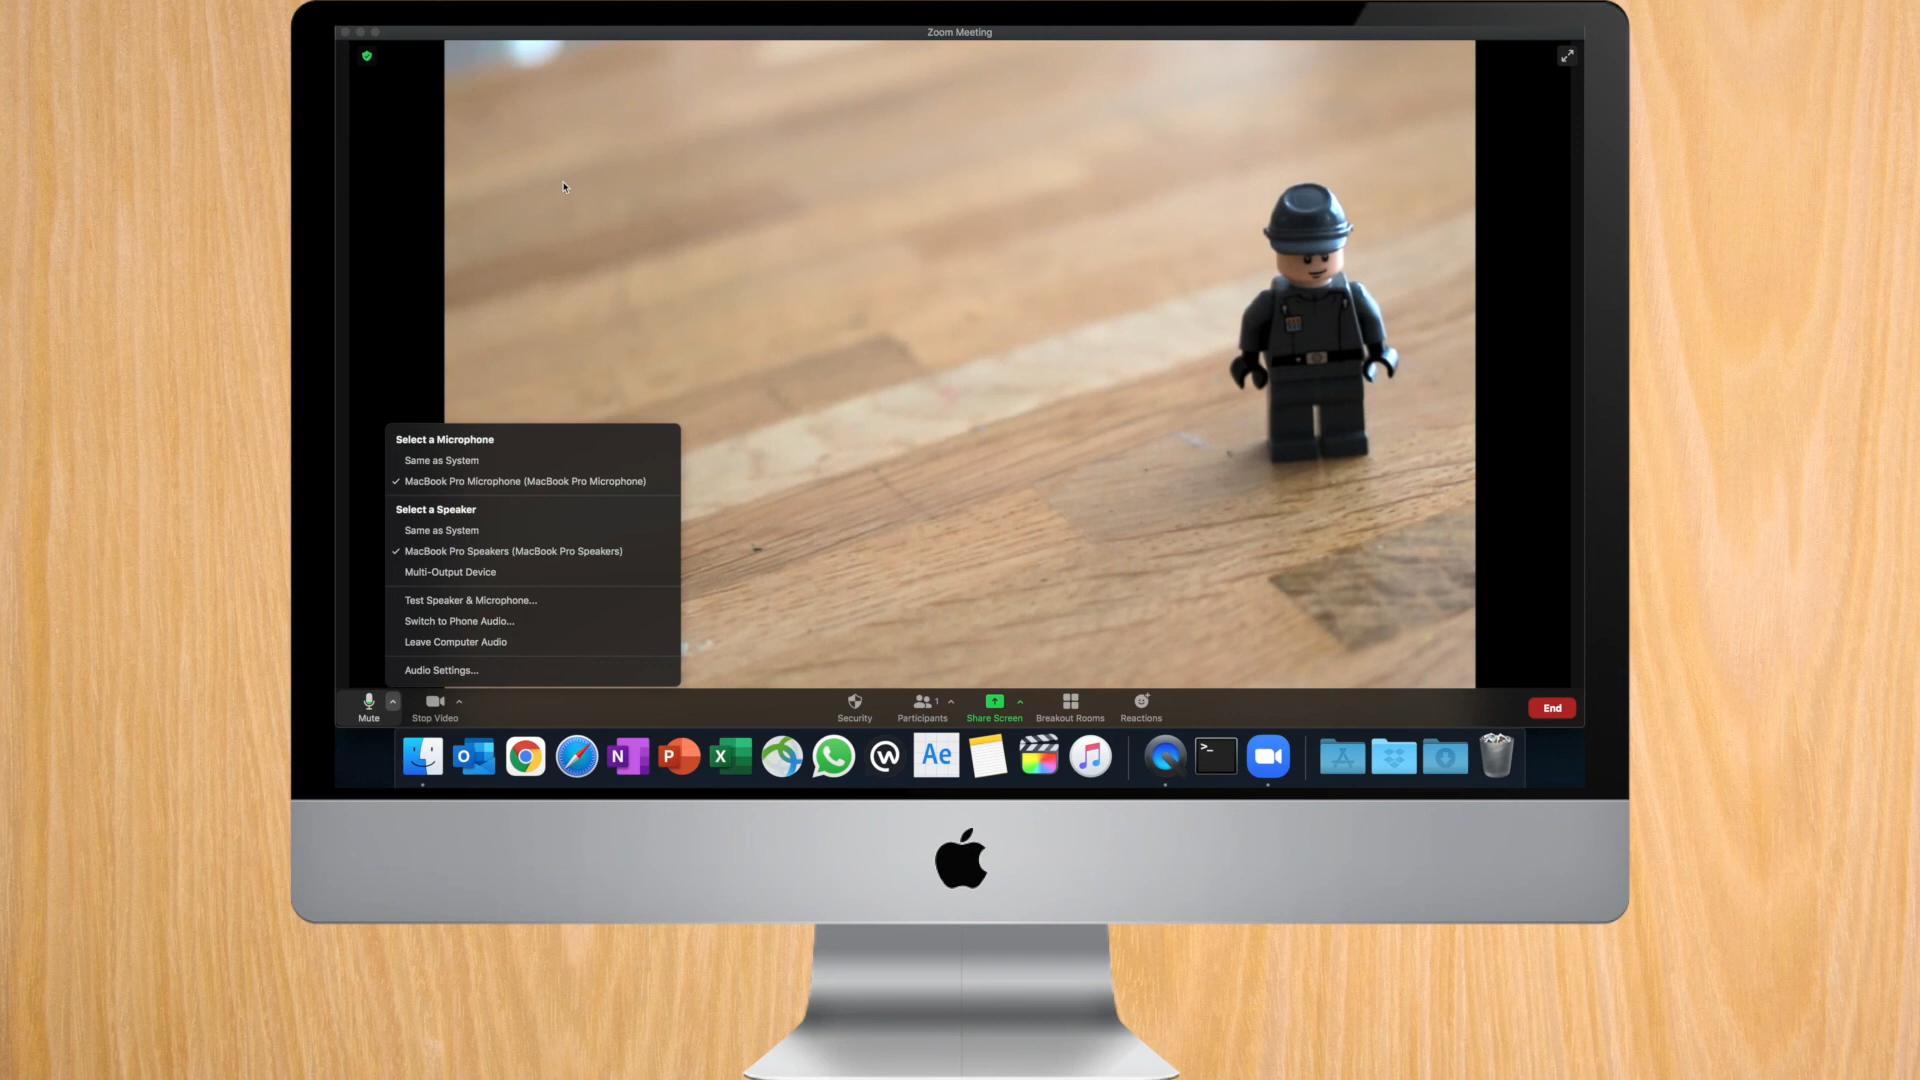 Zoom Meeting
Select a Microphone
Same as System
✓ MacBook Pro Microphone (MacBook Pro Microphone)
Select a Speaker
Same as System
✓ MacBook Pro Speakers (MacBook Pro Speakers)
Multi-Output Device
Test Speaker & Microphone...
Switch to Phone Audio...
Leave Computer Audio
Audio Settings...
Mute
Stop Video
Security
1
Participants
Share Screen
Breakout Rooms
Reactions
End
O
N
P
X
W
Ae
>_